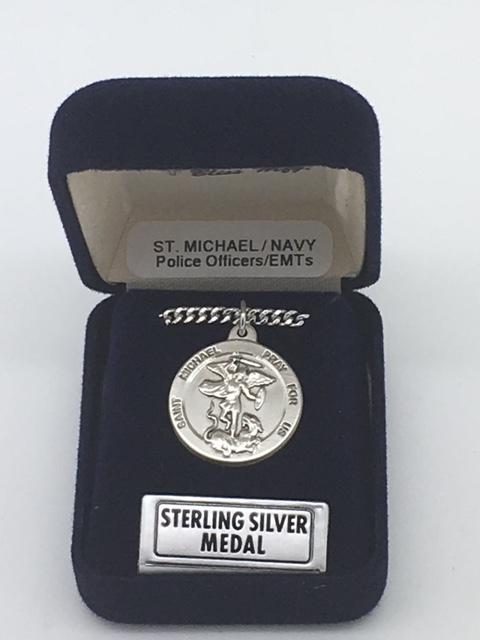 ST. MICHAEL/NAVY
Police Officers/EMTs
SAINT MICHAEL PRAY FOR US
STERLING SILVER
MEDAL